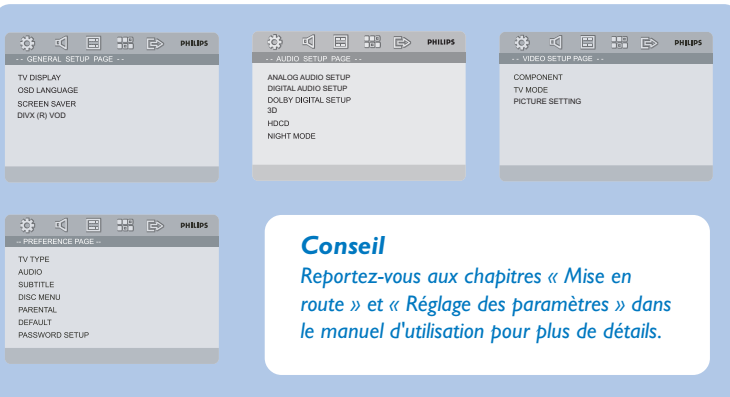 PHILIPS
-- GENERAL SETUP PAGE --
TV DISPLAY
OSD LANGUAGE
SCREEN SAVER
DIVX (R) VOD
PHILIPS
-- AUDIO SETUP PAGE --
ANALOG AUDIO SETUP
DIGITAL AUDIO SETUP
DOLBY DIGITAL SETUP
3D
HDCD
NIGHT MODE
PHILIPS
-- VIDEO SETUP PAGE --
COMPONENT
TV MODE
PICTURE SETTING
PHILIPS
-- PREFERENCE PAGE --
TV TYPE
AUDIO
SUBTITLE
DISC MENU
PARENTAL
DEFAULT
PASSWORD SETUP
Conseil
Reportez-vous aux chapitres « Mise en
route » et « Réglage des paramètres » dans
le manuel d'utilisation pour plus de détails.